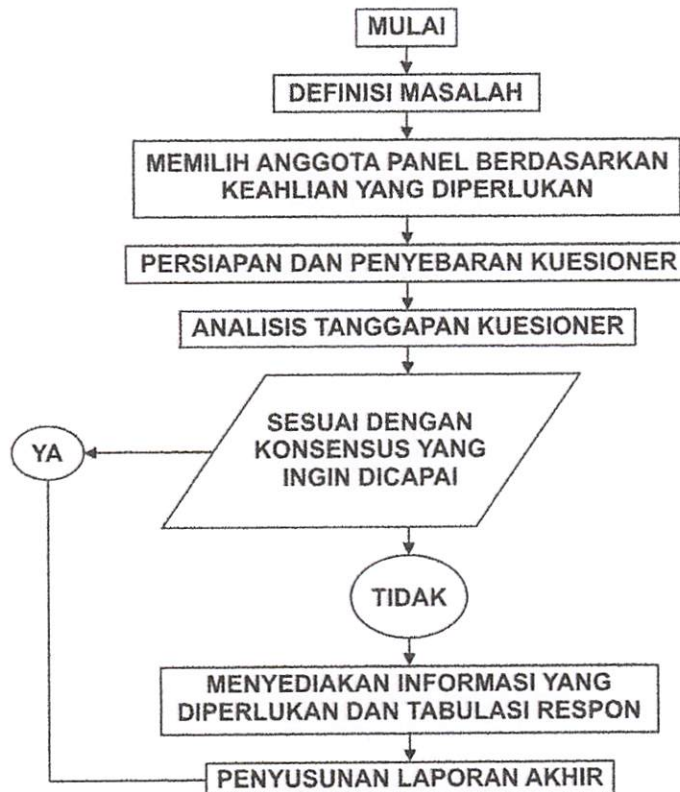 MULAI
DEFINISI MASALAH
MEMILIH ANGGOTA PANEL BERDASARKAN
KEAHLIAN YANG DIPERLUKAN
PERSIAPAN DAN PENYEBARAN KUESIONER
ANALISIS TANGGAPAN KUESIONER
SESUAI DENGAN
KONSENSUS YANG
INGIN DICAPAI
YA
TIDAK
MENYEDIAKAN INFORMASI YANG
DIPERLUKAN DAN TABULASI RESPON
PENYUSUNAN LAPORAN AKHIR